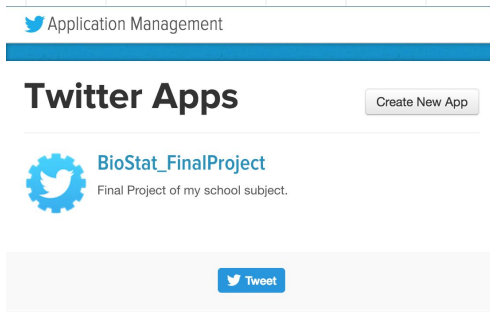 Application Management
Twitter Apps
Create New App
BioStat_FinalProject
Final Project of my school subject.
Tweet